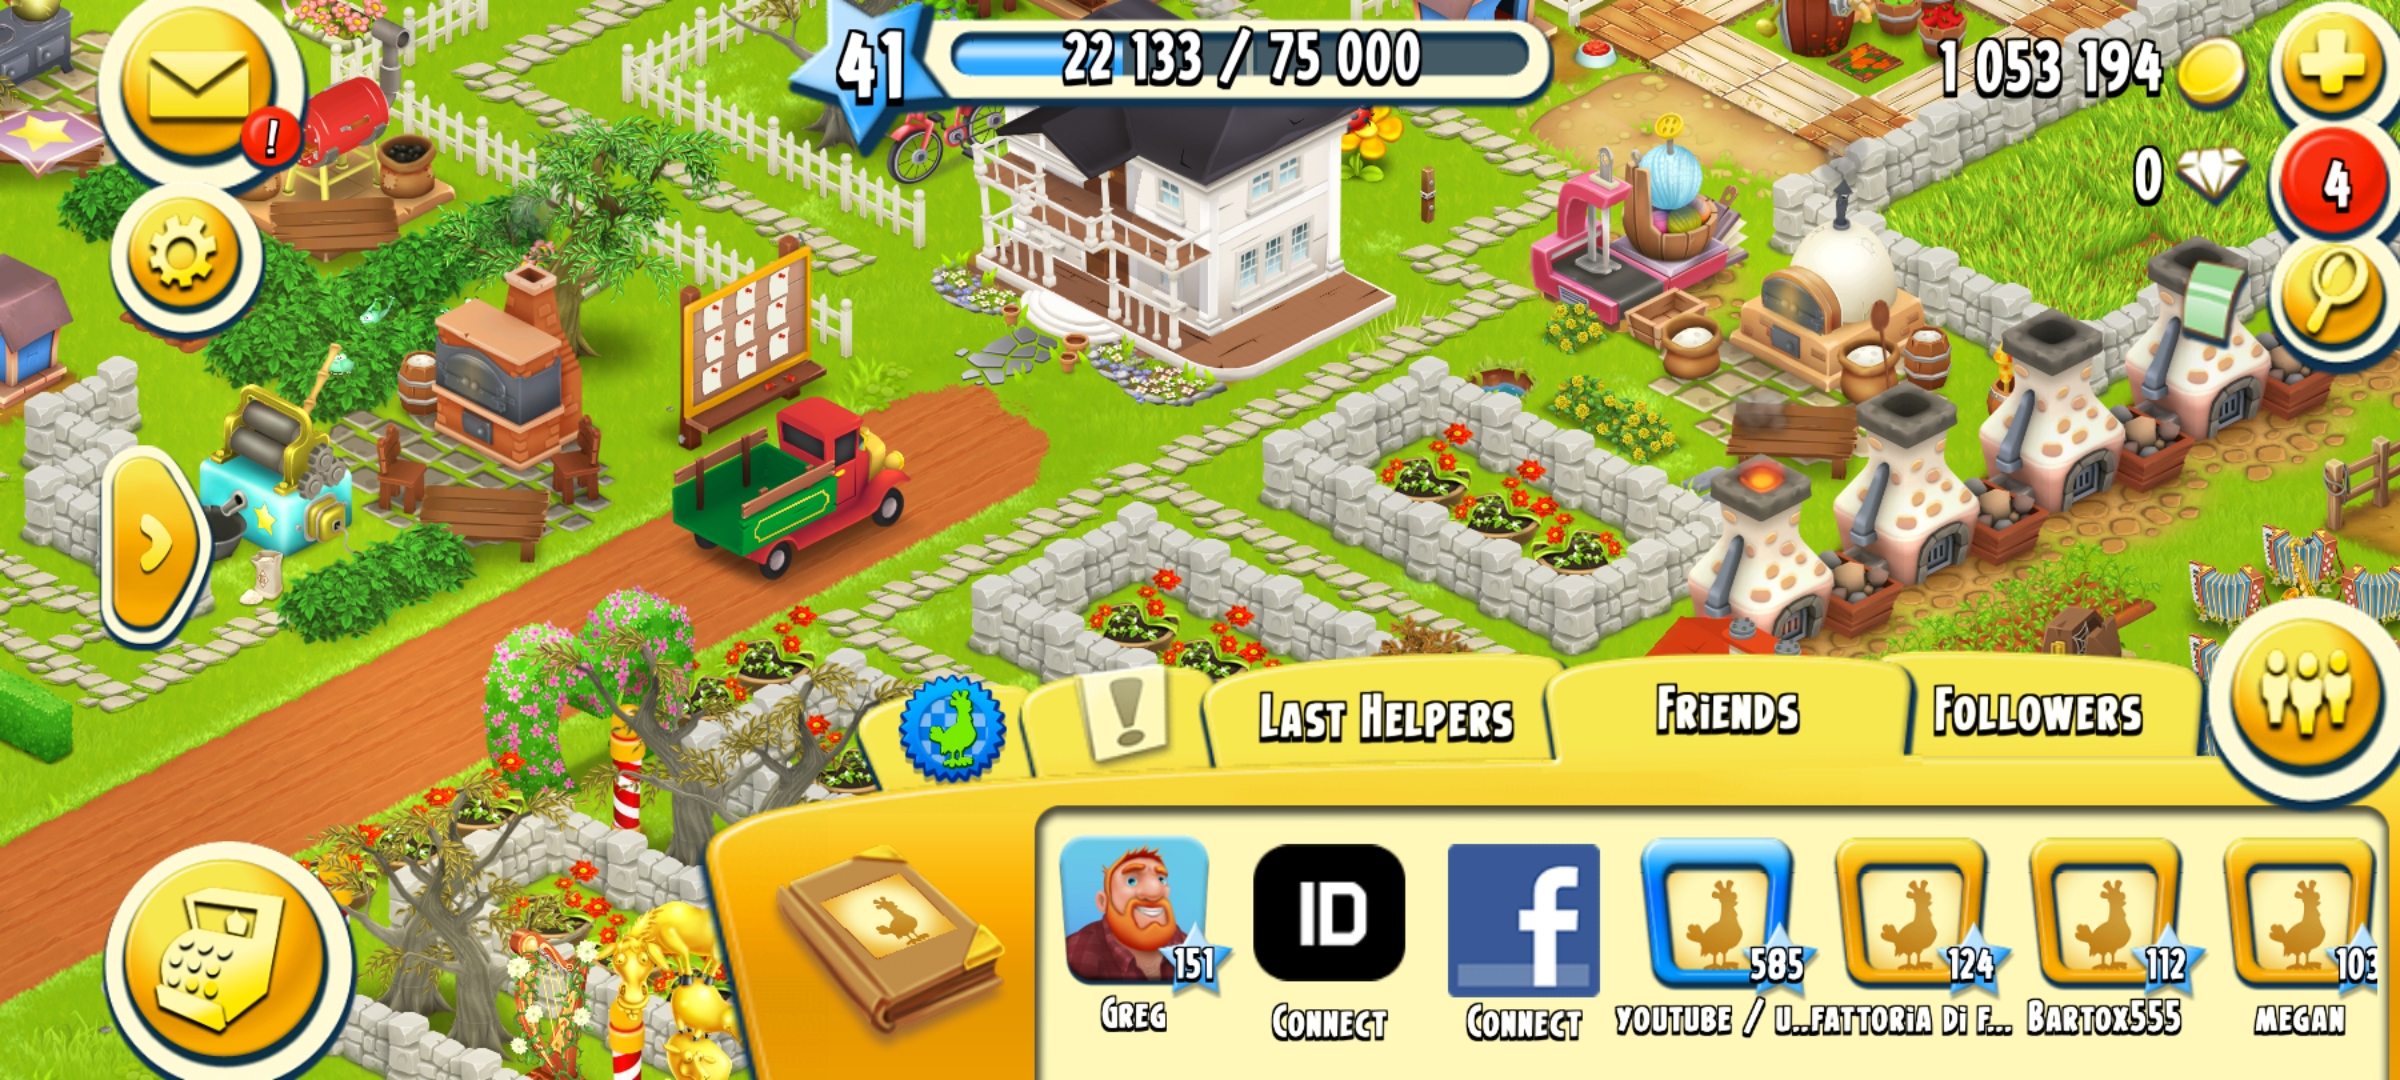 41
22 133 / 75 000
1 053 194
0
4
!
!
LAST HELPERS
FRIENDS
FOLLOWERS
151
GREG
ID
CONNECT
f
CONNECT
585
YOUTUBE / U...
124
FATTORIA DI F...
112
BARTOX555
103
MEGAN